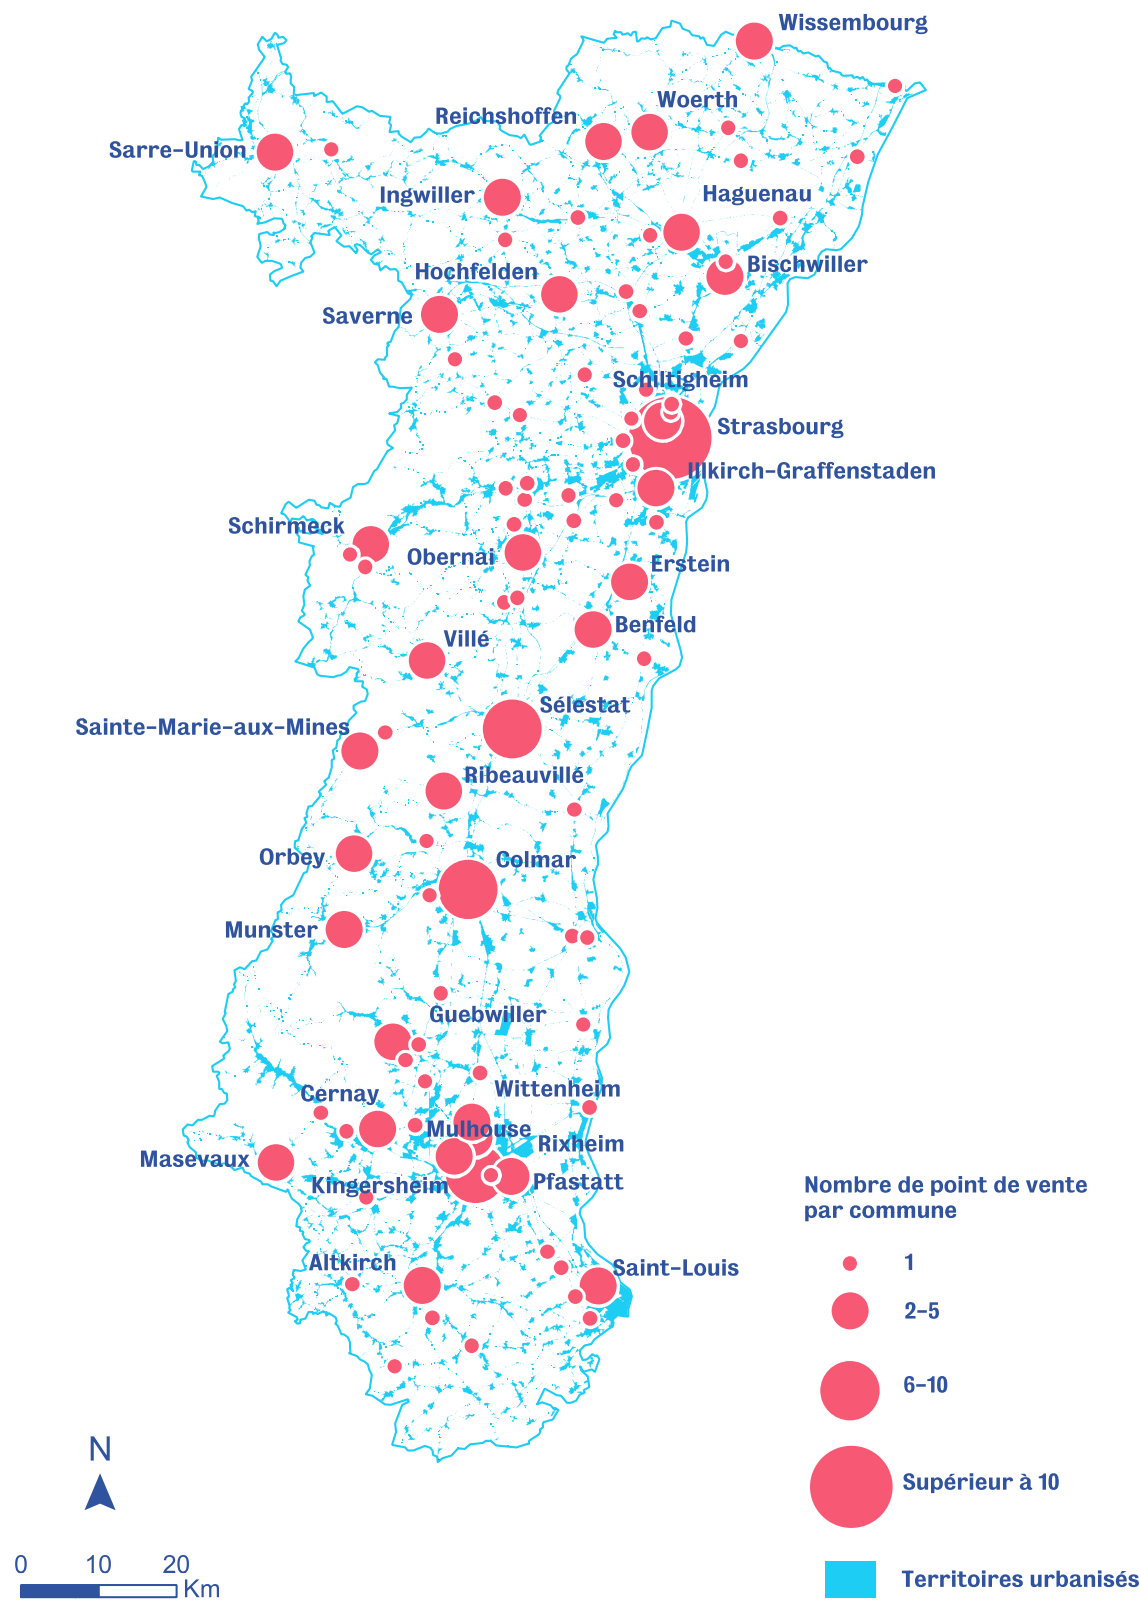 Wissembourg
Woerth
Reichshoffen
Sarre-Union
Ingwiller
Haguenau
Bischwiller
Hochfelden
Saverne
Schiltigheim
Strasbourg
Illkirch-Graffenstaden
Schirmeck
Obernai
Erstein
Benfeld
Villé
Sélestat
Sainte-Marie-aux-Mines
Ribeauvillé
Orbey
Colmar
Munster
Guebwiller
Wittenheim
Cernay
Mulhouse
Rixheim
Masevaux
Kingersheim
Pfastatt
Altkirch
Saint-Louis
Nombre de point de vente
par commune
1
2-5
6-10
Supérieur à 10
Territoires urbanisés
N
0 10 20
Km